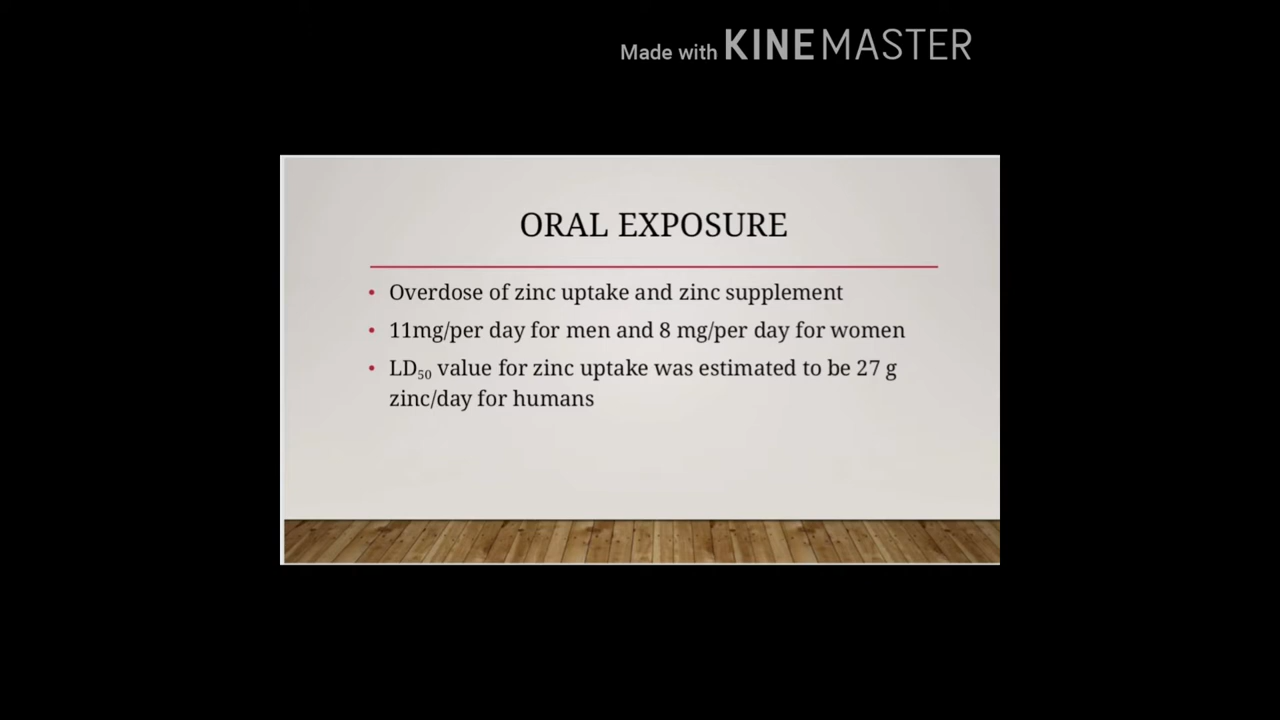 Made with KINEMASTER
ORAL EXPOSURE
• Overdose of zinc uptake and zinc supplement
• 11mg/per day for men and 8 mg/per day for women
• LD₅₀ value for zinc uptake was estimated to be 27 g
zinc/day for humans